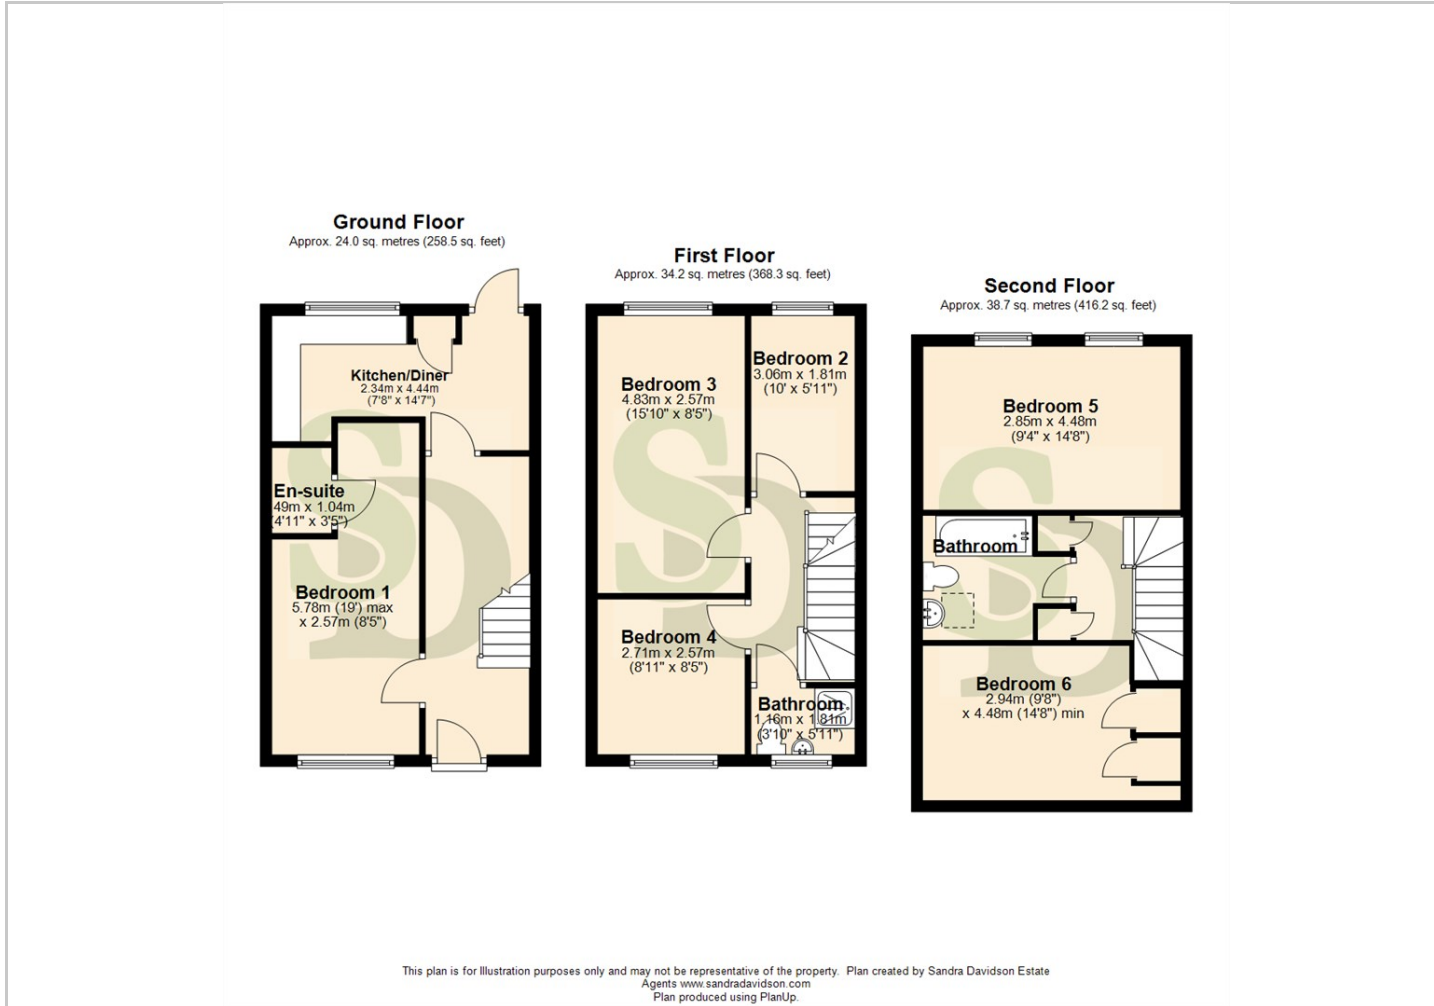 Ground Floor
Approx. 24.0 sq. metres (258.5 sq. feet)
Kitchen/Diner
2.34m x 4.44m
(7'8" x 14'7")
En-suite
49m x 1.04m
(4'11" x 3'5")
Bedroom 1
5.78m (19') max
x 2.57m (8'5")
First Floor
Approx. 34.2 sq. metres (368.3 sq. feet)
Bedroom 3
4.83m x 2.57m
(15'10" x 8'5")
Bedroom 2
3.06m x 1.81m
(10' x 5'11")
Bedroom 4
2.71m x 2.57m
(8'11" x 8'5")
Bathroom
1.16m x 1.81m
(3'10" x 5'11")
Second Floor
Approx. 38.7 sq. metres (416.2 sq. feet)
Bedroom 5
2.85m x 4.48m
(9'4" x 14'8")
Bathroom
Bedroom 6
2.94m (9'8")
x 4.48m (14'8") min
SD
SD
SD
This plan is for Illustration purposes only and may not be representative of the property. Plan created by Sandra Davidson Estate
Agents www.sandradavidson.com
Plan produced using PlanUp.